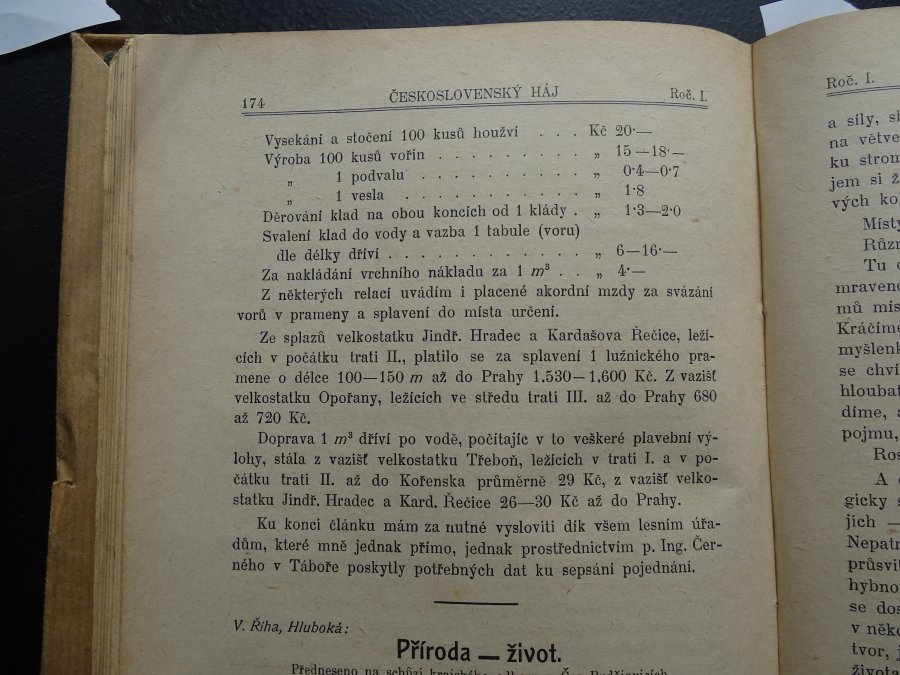 174 ČESKOSLOVENSKÝ HÁJ Roč. I.
Vysekání a stočení 100 kusů houžví . . . Kč 20·—
Výroba 100 kusů vořin . . . . . . . . . „ 15—18·—
„ 1 podvalu . . . . . . . . . . „ 0·4—0·7
„ 1 vesla . . . . . . . . . . . „ 1·8
Děrování klad na obou koncích od 1 klády . „ 1·3—2·0
Svalení klad do vody a vazba 1 tabule (voru)
dle délky dříví . . . . . . . . . . . . „ 6—16·—
Za nakládání vrchního nákladu za 1 m³ . . „ 4·—
Z některých relací uvádím i placené akordní mzdy za svázání
vorů v prameny a splavení do místa určení.
Ze splazů velkostatku Jindř. Hradec a Kardašova Řečice, leží-
cích v počátku trati II., platilo se za splavení 1 lužnického pra-
mene o délce 100—150 m až do Prahy 1.530—1.600 Kč. Z vazišť
velkostatku Opořany, ležících ve středu trati III. až do Prahy 680
až 720 Kč.
Doprava 1 m³ dříví po vodě, počítajíc v to veškeré plavební vý-
lohy, stála z vazišť velkostatku Třeboň, ležících v trati I. a v po-
čátku trati II. až do Kořenska průměrně 29 Kč, z vazišť velko-
statku Jindř. Hradec a Kard. Řečice 26—30 Kč až do Prahy.
Ku konci článku mám za nutné vysloviti dík všem lesním úřa-
dům, které mně jednak přímo, jednak prostřednictvím p. Ing. Čer-
ného v Táboře poskytly potřebných dat ku sepsání pojednání.
V. Říha, Hluboká:
Příroda — život.
Předneseno na schůzi krajského
Roč. I.
a síly,
na větve
ku strom
jem si
vých
Místy
Různ
Tu
mraveno
mů mís
Kráčíme
myšlenk
se chví
hloubat
díme,
pojmu,
Ros
A
gicky
jich —
Nepatr
průsvit
hybno
se dos
v něko
tvor,
života